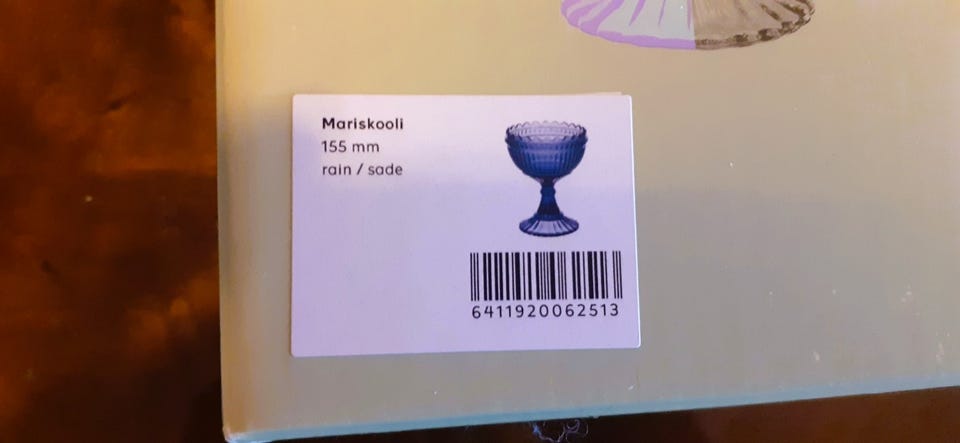 Mariskooli
155 mm
rain / sade
6411920062513